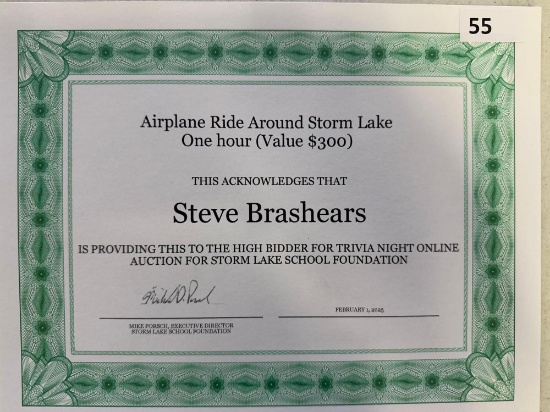 55
Airplane Ride Around Storm Lake
One hour (Value $300)
THIS ACKNOWLEDGES THAT
Steve Brashears
IS PROVIDING THIS TO THE HIGH BIDDER FOR TRIVIA NIGHT ONLINE
AUCTION FOR STORM LAKE SCHOOL FOUNDATION
FEBRUARY 1, 2025
MIKE PORSCH, EXECUTIVE DIRECTOR
STORM LAKE SCHOOL FOUNDATION